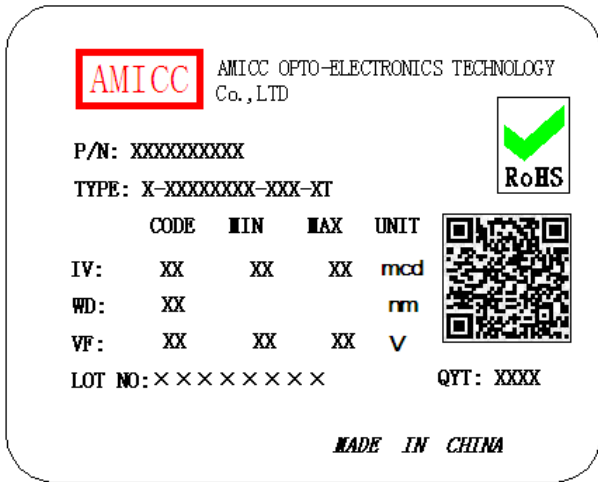 AMICC
AMICC OPTO-ELECTRONICS TECHNOLOGY
Co.,LTD
RoHS
P/N: XXXXXXXXXX
TYPE: X-XXXXXXXX-XXX-XT
CODE MIN MAX UNIT
IV: XX XX XX mcd
WD: XX nm
VF: XX XX XX V
LOT NO:×××××××× QYT: XXXX
MADE IN CHINA